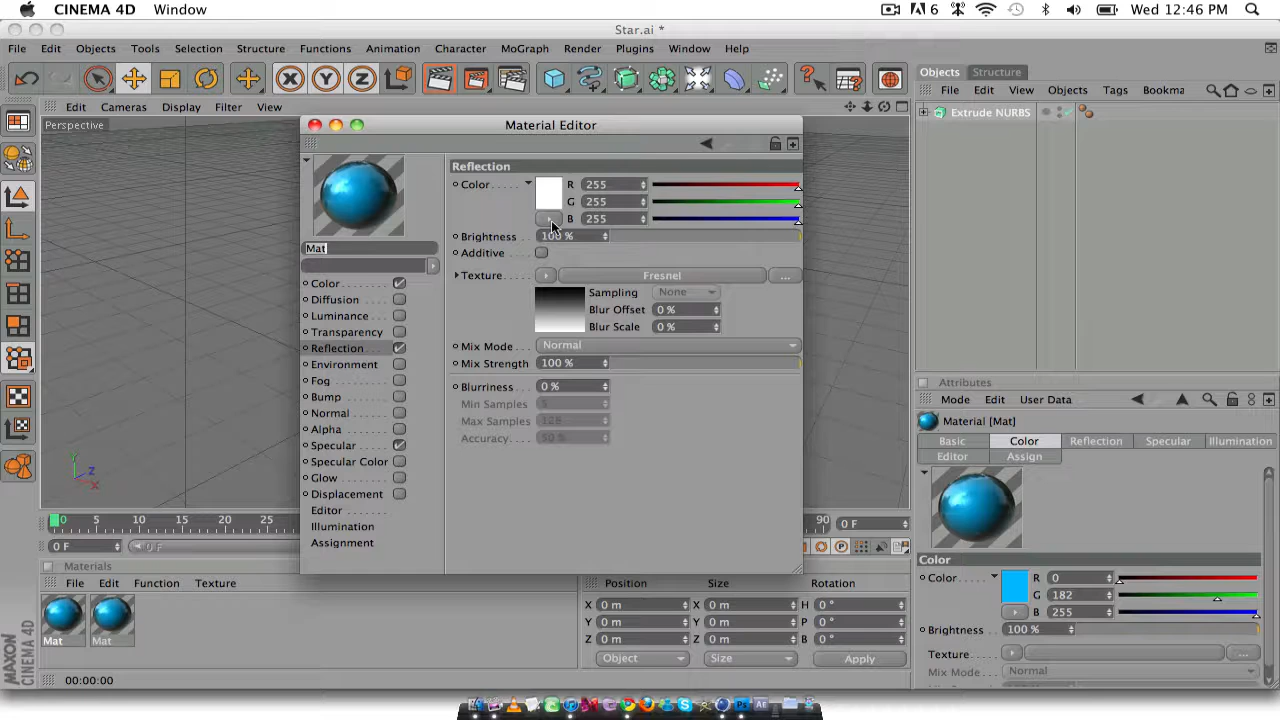 CINEMA 4D Window 6 Wed 12:46 PM
Star.ai *
File Edit Objects Tools Selection Structure Functions Animation Character MoGraph Render Plugins Window Help
X Y Z
Objects Structure
File Edit View Objects Tags Bookma
Edit Cameras Display Filter View
Perspective
Extrude NURBS
Material Editor
Reflection
Color R 255
G 255
B 255
Brightness 100 %
Additive
Texture Fresnel ...
Sampling None
Blur Offset 0 %
Blur Scale 0 %
Mix Mode Normal
Mix Strength 100 %
Blurriness 0 %
Min Samples 5
Max Samples 128
Accuracy 50 %
Mat
Color
Diffusion
Luminance
Transparency
Reflection
Environment
Fog
Bump
Normal
Alpha
Specular
Specular Color
Glow
Displacement
Editor
Illumination
Assignment
Y
Z
X
0 5 10 15 20 25 90 0 F
0 F 0 F
Attributes
Mode Edit User Data
Material [Mat]
Basic Color Reflection Specular Illumination
Editor Assign
Color
Color R 0
G 182
B 255
Brightness 100 %
Texture ...
Mix Mode Normal
Materials
File Edit Function Texture
Mat Mat
Position Size Rotation
X 0 m X 0 m H 0 °
Y 0 m Y 0 m P 0 °
Z 0 m Z 0 m B 0 °
Object Size Apply
MAXON
CINEMA 4D
00:00:00